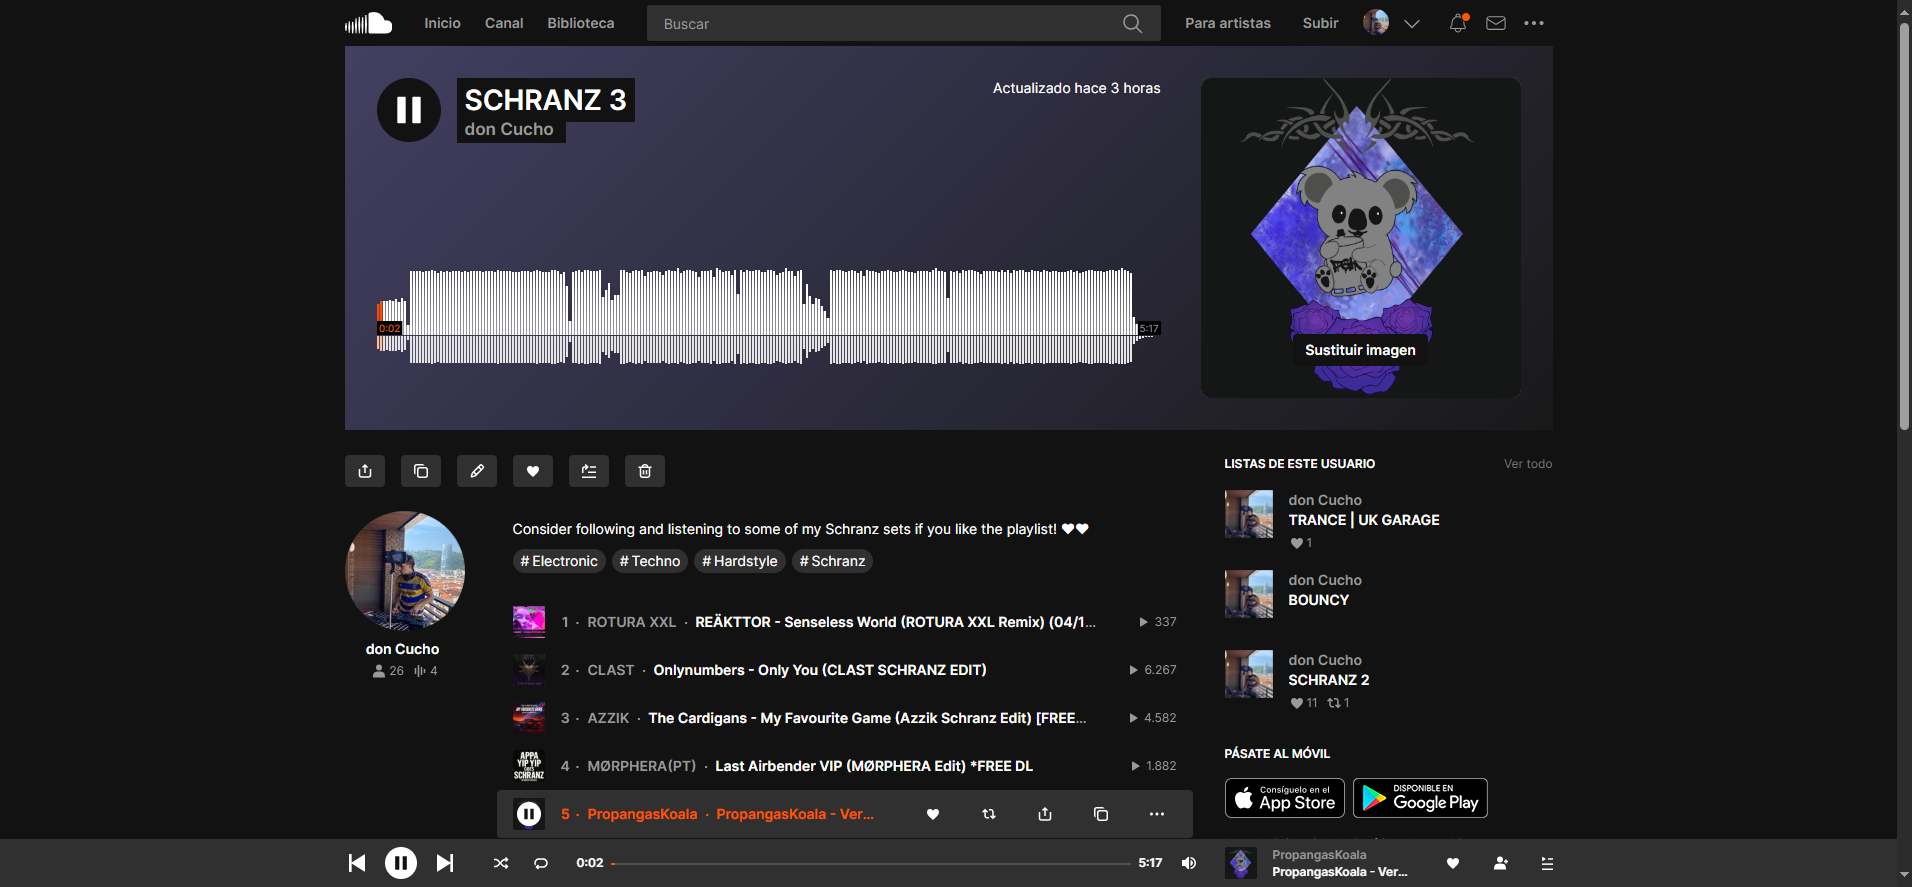 Inicio
Canal
Biblioteca
Buscar
Para artistas
Subir
SCHRANZ 3
don Cucho
Actualizado hace 3 horas
0:02
5:17
Sustituir imagen
Consider following and listening to some of my Schranz sets if you like the playlist! ♥♥
# Electronic
# Techno
# Hardstyle
# Schranz
don Cucho
26
4
1 · ROTURA XXL · REÄKTTOR - Senseless World (ROTURA XXL Remix) (04/1...
337
2 · CLAST · Onlynumbers - Only You (CLAST SCHRANZ EDIT)
6.267
3 · AZZIK · The Cardigans - My Favourite Game (Azzik Schranz Edit) [FREE...
4.582
APPA
YIP YIP
SCHRANZ
4 · MØRPHERA(PT) · Last Airbender VIP (MØRPHERA Edit) *FREE DL
1.882
5 · PropangasKoala · PropangasKoala - Ver...
LISTAS DE ESTE USUARIO
Ver todo
don Cucho
TRANCE | UK GARAGE
1
don Cucho
BOUNCY
don Cucho
SCHRANZ 2
11
1
PÁSATE AL MÓVIL
Consíguelo en el
App Store
DISPONIBLE EN
Google Play
0:02
5:17
PropangasKoala
PropangasKoala - Ver...